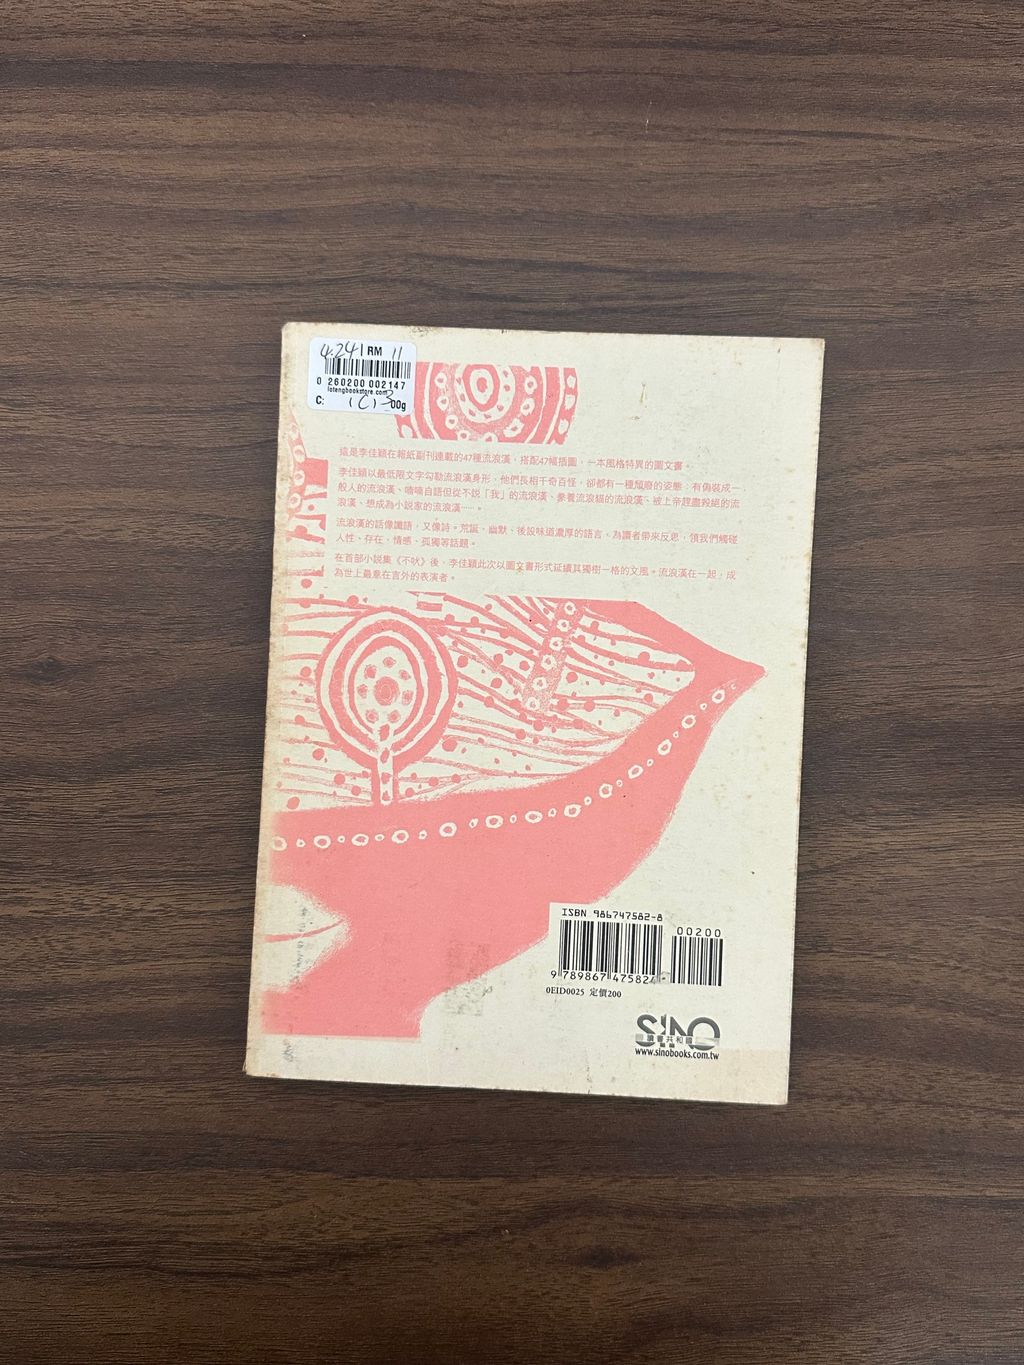 4.241 RM 11
0 260200 002147
lotengbookstore.com
C: 1C13 00g
這是李佳穎在報紙副刊連載的47種流浪漢，搭配47幅插圖，一本風格特異的圖文書。
李佳穎以最低限文字勾勒流浪漢身形，他們長相千奇百怪，卻都有一種頹廢的姿態：有偽裝成一
般人的流浪漢、喃喃自語但從不說「我」的流浪漢、豢養流浪貓的流浪漢、被上帝趕盡殺絕的流
浪漢、想成為小說家的流浪漢……。
流浪漢的話像讖語，又像詩。荒誕、幽默、後設味道濃厚的語言，為讀者帶來反思，領我們觸碰
人性、存在、情感、孤獨等話題。
在首部小說集《不吠》後，李佳穎此次以圖文書形式延續其獨樹一格的文風。流浪漢在一起，成
為世上最意在言外的表演者。
ISBN 986747582-8
00200
9 789867 475824
0EID0025 定價200
SINO
讀書共和國
www.sinobooks.com.tw